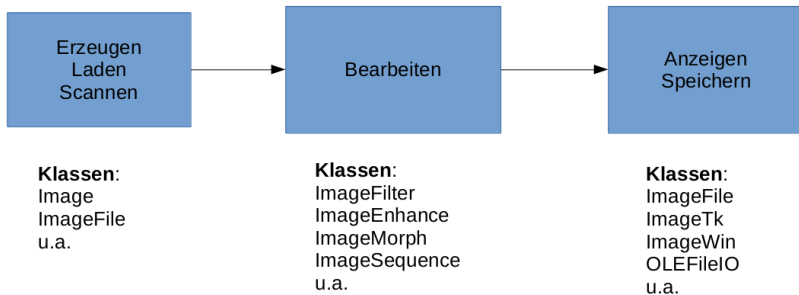 Erzeugen
Laden
Scannen
Bearbeiten
Anzeigen
Speichern
Klassen:
Image
ImageFile
u.a.
Klassen:
ImageFilter
ImageEnhance
ImageMorph
ImageSequence
u.a.
Klassen:
ImageFile
ImageTk
ImageWin
OLEFileIO
u.a.